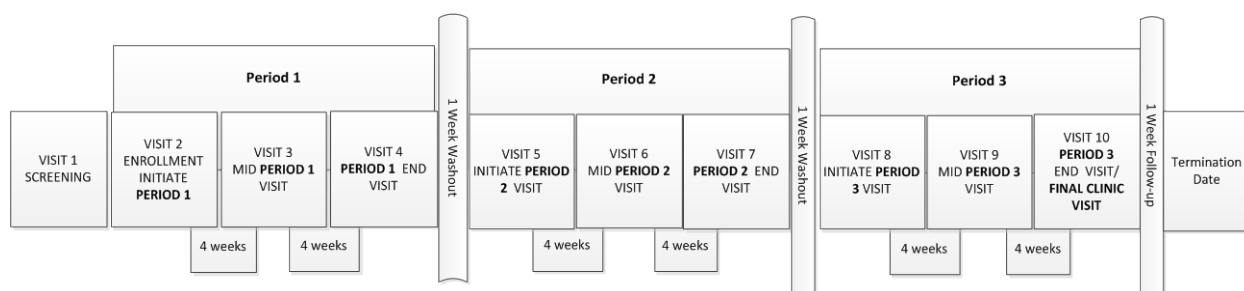 Period 1
Period 2
Period 3
VISIT 1
SCREENING
VISIT 2
ENROLLMENT
INITIATE
PERIOD 1
VISIT 3
MID PERIOD 1
VISIT
VISIT 4
PERIOD 1 END
VISIT
1 Week Washout
VISIT 5
INITIATE PERIOD
2 VISIT
VISIT 6
MID PERIOD 2
VISIT
VISIT 7
PERIOD 2 END
VISIT
1 Week Washout
VISIT 8
INITIATE PERIOD
3 VISIT
VISIT 9
MID PERIOD 3
VISIT
VISIT 10
PERIOD 3
END VISIT/
FINAL CLINIC
VISIT
1 Week Follow-up
Termination
Date
4 weeks
4 weeks
4 weeks
4 weeks
4 weeks
4 weeks